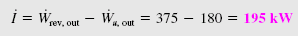 İ = Ẇrev, out − Ẇu, out = 375 − 180 = 195 kW